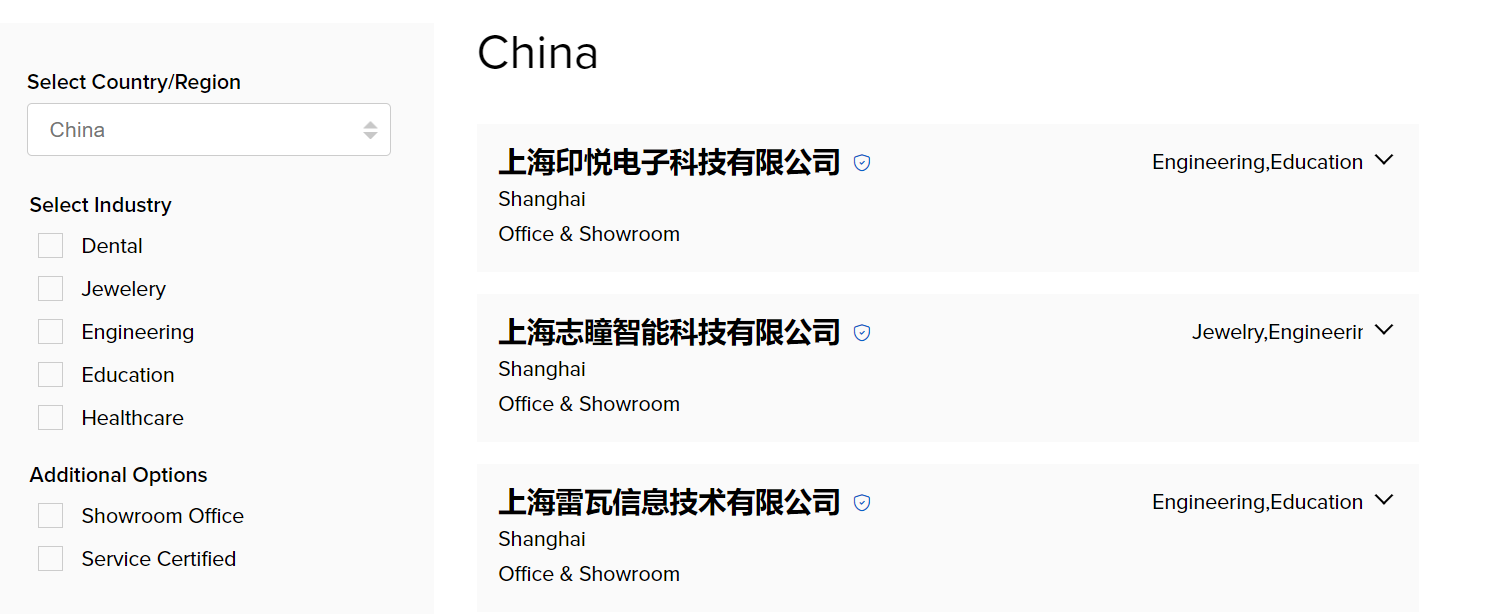 Select Country/Region
China
Select Industry
Dental
Jewelery
Engineering
Education
Healthcare
Additional Options
Showroom Office
Service Certified
China
上海印悦电子科技有限公司
Engineering,Education
Shanghai
Office & Showroom
上海志瞳智能科技有限公司
Jewelry,Engineerir
Shanghai
Office & Showroom
上海雷瓦信息技术有限公司
Engineering,Education
Shanghai
Office & Showroom